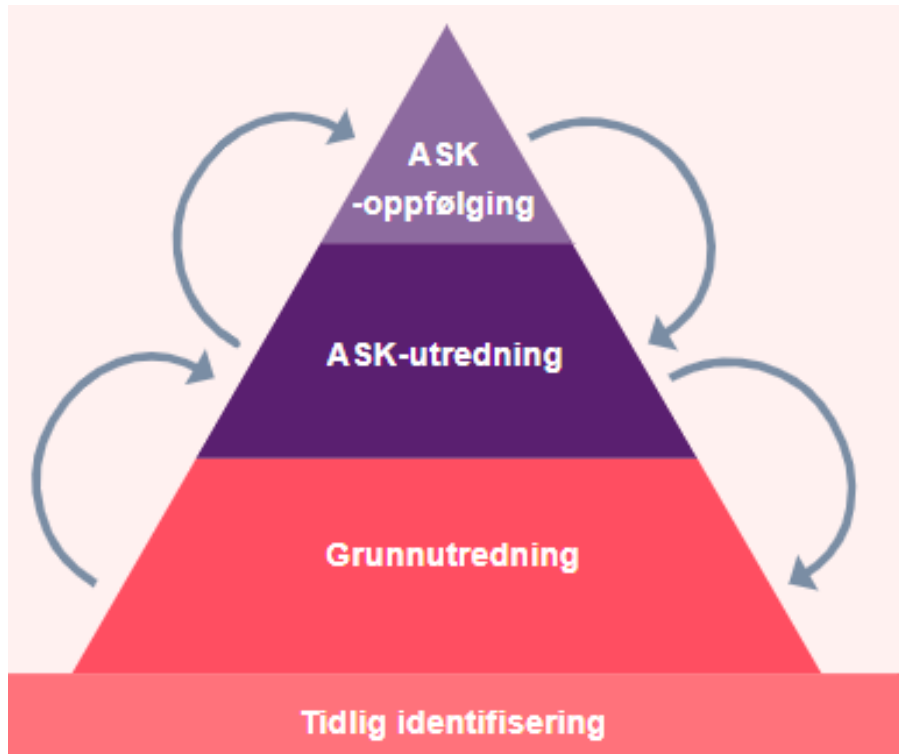 ASK
-oppfølging
ASK-utredning
Grunnutredning
Tidlig identifisering